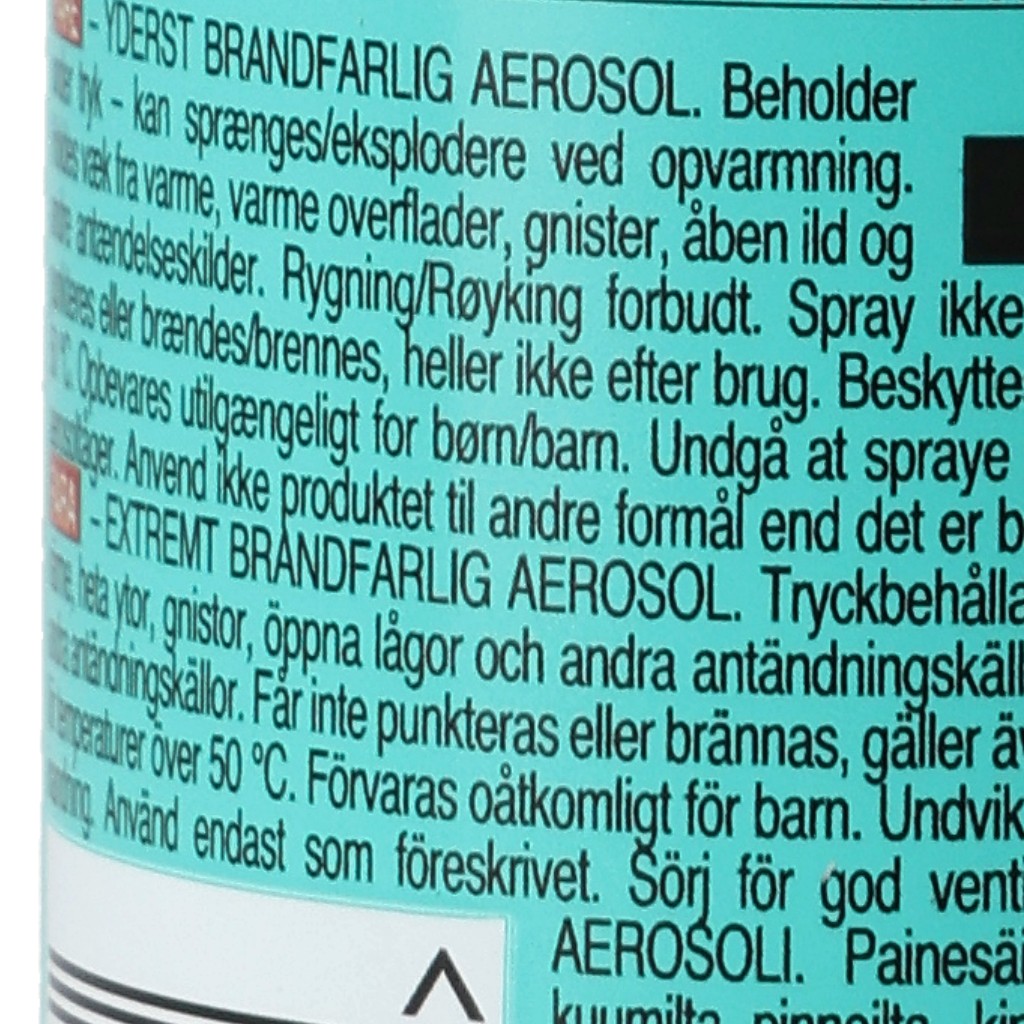 - YDERST BRANDFARLIG AEROSOL. Beholder
tryk - kan sprænges/eksplodere ved opvarmning.
væk fra varme, varme overflader, gnister, åben ild og
antændelseskilder. Rygning/Røyking forbudt. Spray ikke
eller brændes/brennes, heller ikke efter brug. Beskytte
°C. Opbevares utilgængeligt for børn/barn. Undgå at spraye
Anvend ikke produktet til andre formål end det er b
- EXTREMT BRANDFARLIG AEROSOL. Tryckbehålla
heta ytor, gnistor, öppna lågor och andra antändningskäll
antändningskällor. Får inte punkteras eller brännas, gäller äv
temperaturer över 50 °C. Förvaras oåtkomligt för barn. Undvik
Använd endast som föreskrivet. Sörj för god venti
AEROSOLI. Painesäi
kuumilta pinnoilta, kip